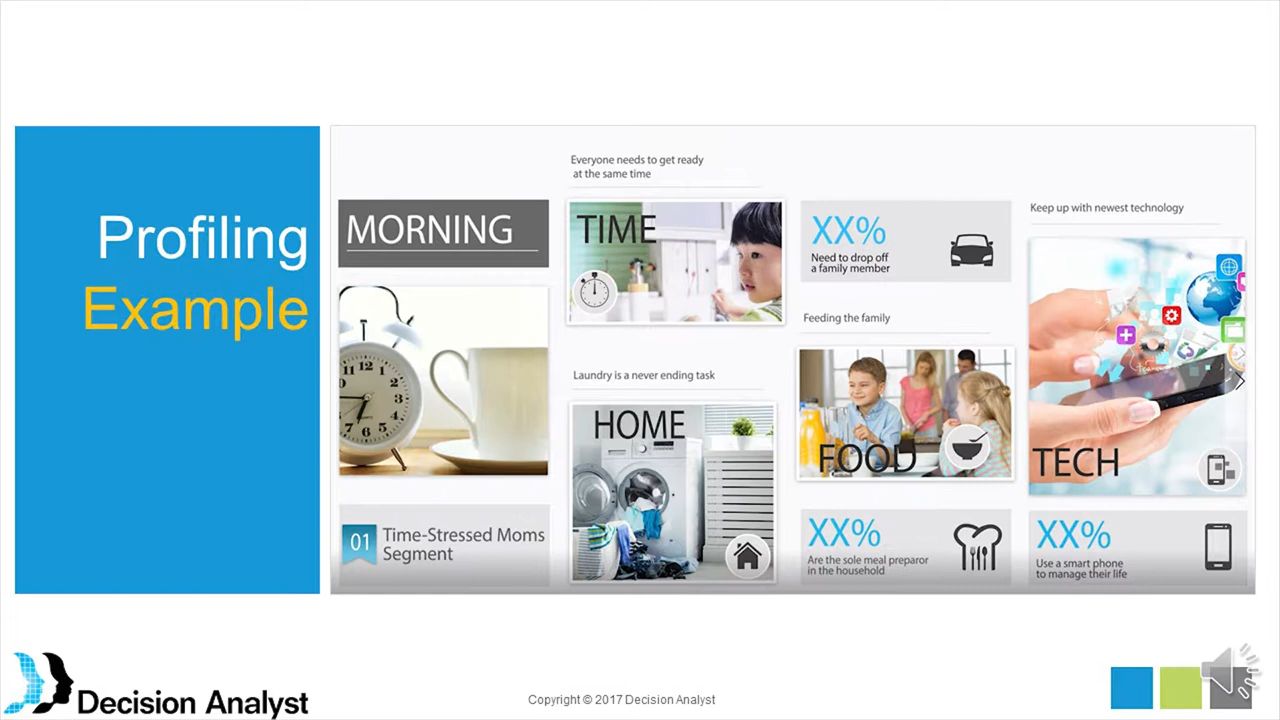 Profiling
Example
MORNING
01
Time-Stressed Moms
Segment
Everyone needs to get ready
at the same time
TIME
Laundry is a never ending task
HOME
XX%
Need to drop off
a family member
Feeding the family
FOOD
XX%
Are the sole meal preparor
in the household
Keep up with newest technology
TECH
XX%
Use a smart phone
to manage their life
Decision Analyst
Copyright © 2017 Decision Analyst